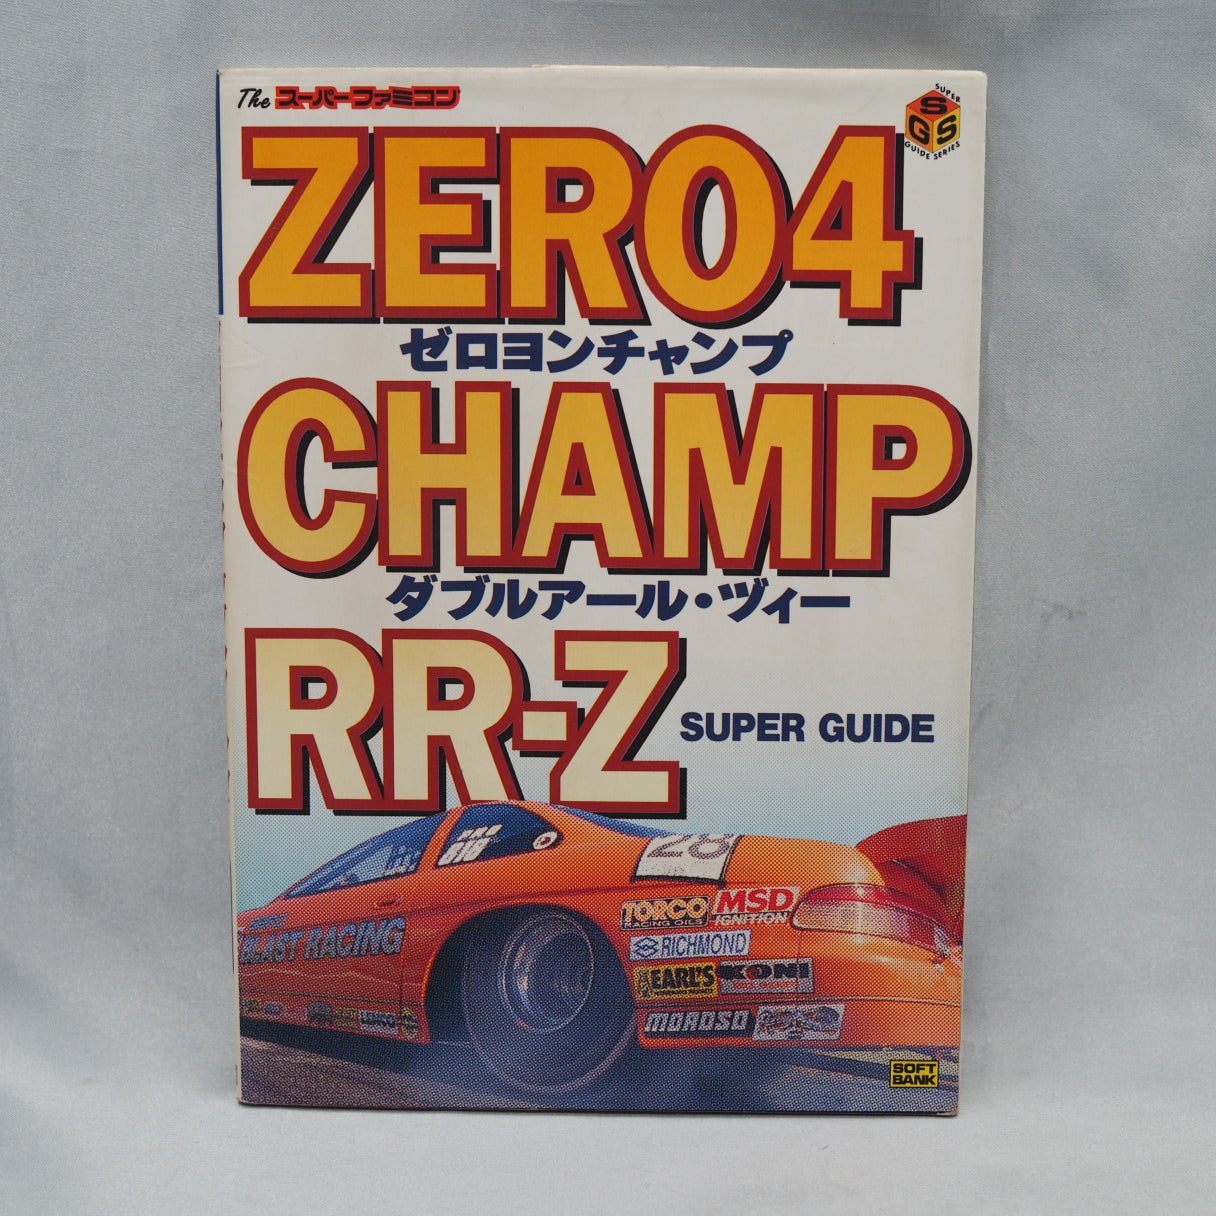 The スーパーファミコン
SUPER
SGS
GUIDE SERIES
ZERO4
ゼロヨンチャンプ
CHAMP
ダブルアール・ヅィー
RR-Z
SUPER GUIDE
28
TORCO
RACING OILS
MSD
IGNITION
BLAST RACING
RICHMOND
EARL'S
KONI
MOROSO
SOFT
BANK